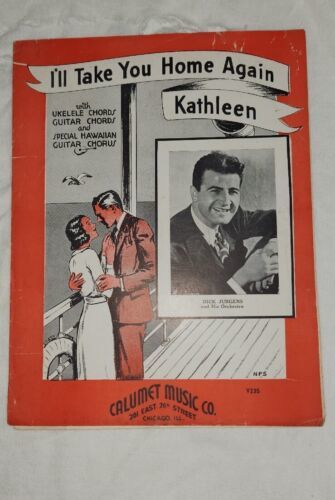 I'll Take You Home Again
Kathleen
with
UKELELE CHORDS
GUITAR CHORDS
and
SPECIAL HAWAIIAN
GUITAR CHORUS
DICK JURGENS
and His Orchestra
NPS
CALUMET MUSIC CO.
201 EAST 26th STREET
CHICAGO, ILL.
Y235